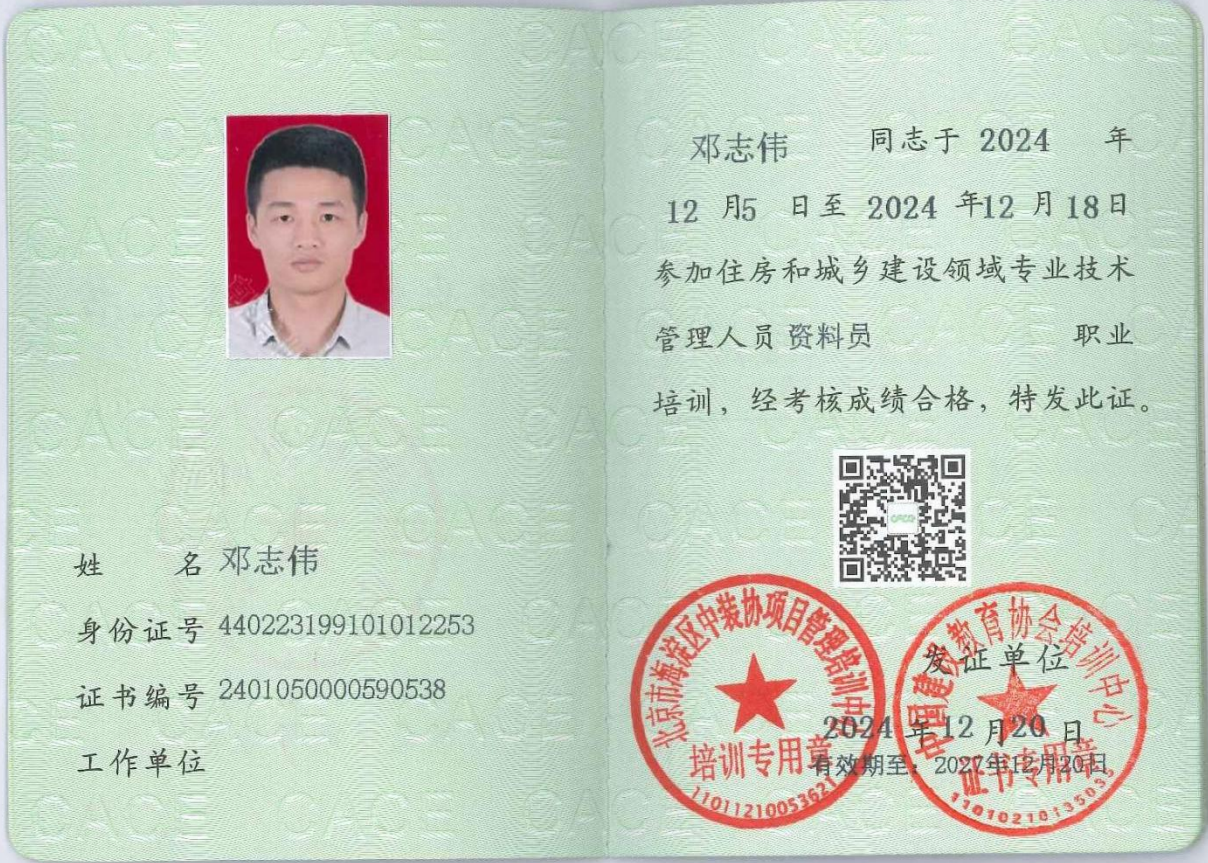 姓 名 邓志伟
身份证号 440223199101012253
证书编号 2401050000590538
工作单位
邓志伟 同志于 2024 年
12 月5 日至 2024 年12 月 18日
参加住房和城乡建设领域专业技术
管理人员 资料员 职业
培训，经考核成绩合格，特发此证。
CACE
北京市海淀区中装协项目管理培训中心
培训专用章
11011210053621
中国建设教育协会培训中心
证书专用章
11010210135035
发证单位
2024 年 12 月 20 日
有效期至：2027年12月20日